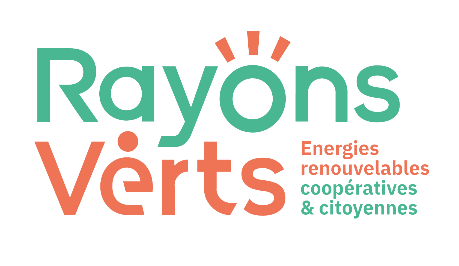 Rayons
Verts
Energies
renouvelables
coopératives
& citoyennes